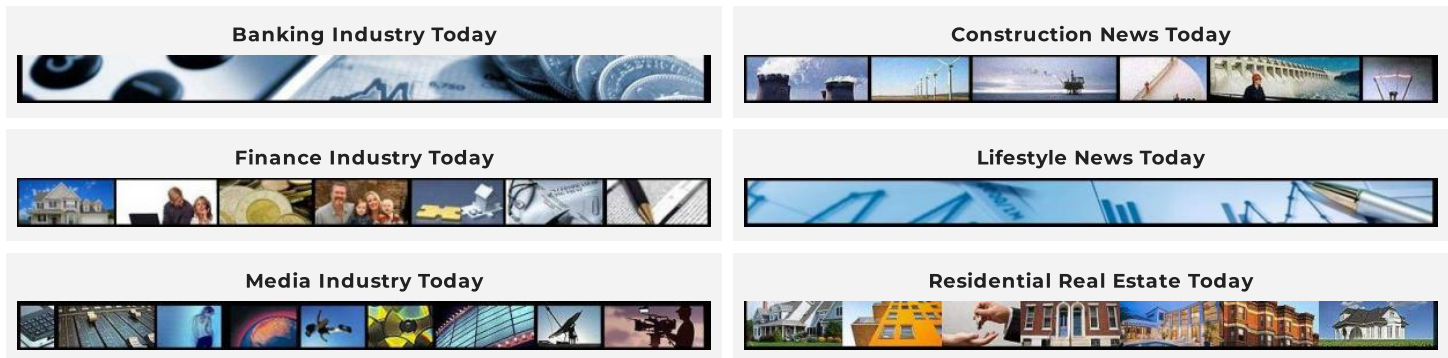 Banking Industry Today
Construction News Today
Finance Industry Today
Lifestyle News Today
Media Industry Today
Residential Real Estate Today